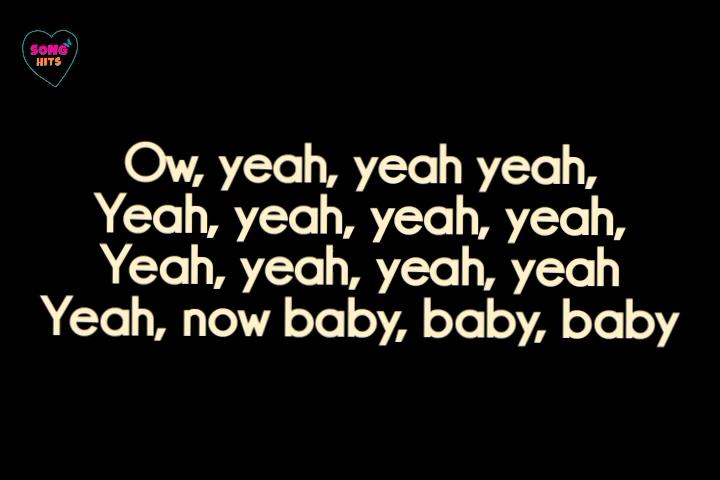 SONG
HITS
Ow, yeah, yeah yeah,
Yeah, yeah, yeah, yeah,
Yeah, yeah, yeah, yeah
Yeah, now baby, baby, baby